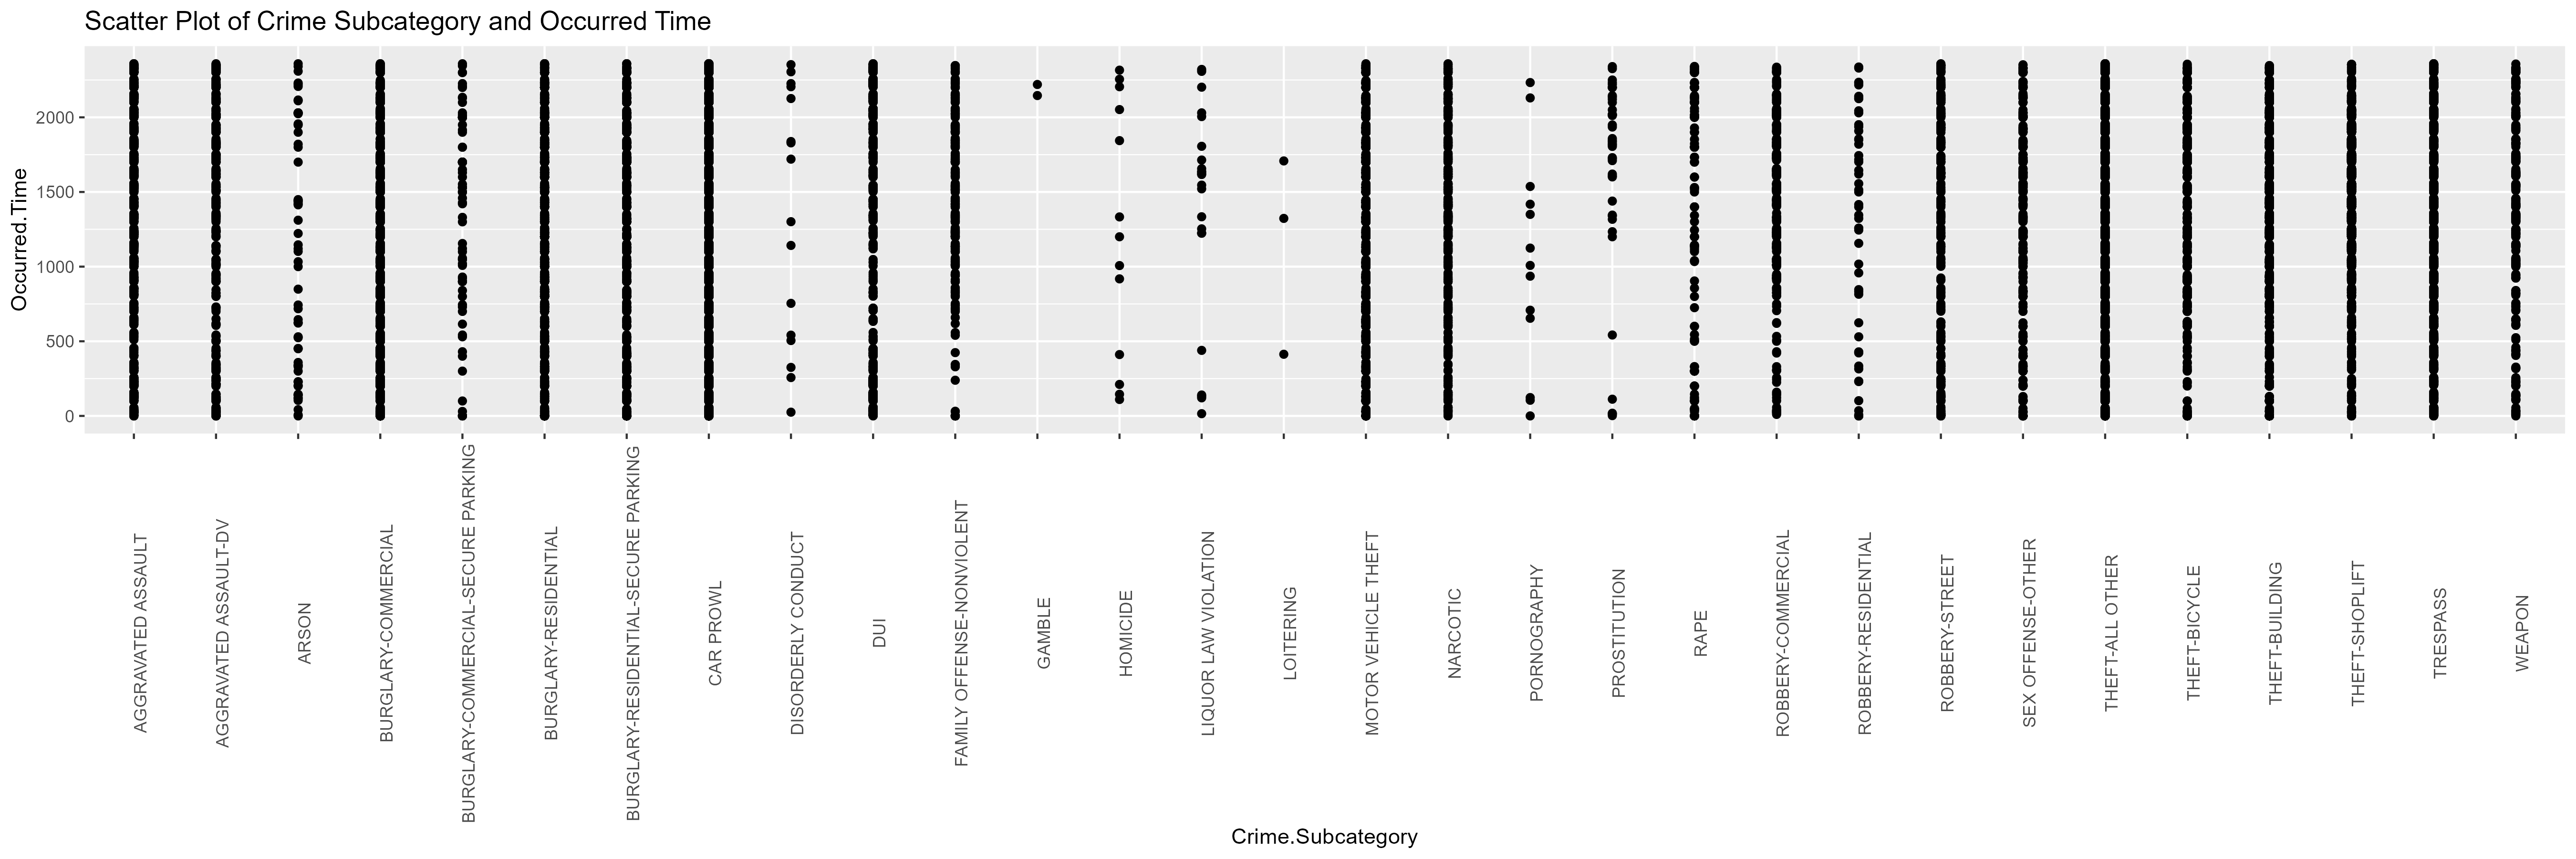 Scatter Plot of Crime Subcategory and Occurred Time
Occurred.Time
2000
1500
1000
500
0
AGGRAVATED ASSAULT
AGGRAVATED ASSAULT-DV
ARSON
BURGLARY-COMMERCIAL
BURGLARY-COMMERCIAL-SECURE PARKING
BURGLARY-RESIDENTIAL
BURGLARY-RESIDENTIAL-SECURE PARKING
CAR PROWL
DISORDERLY CONDUCT
DUI
FAMILY OFFENSE-NONVIOLENT
GAMBLE
HOMICIDE
LIQUOR LAW VIOLATION
LOITERING
MOTOR VEHICLE THEFT
NARCOTIC
PORNOGRAPHY
PROSTITUTION
RAPE
ROBBERY-COMMERCIAL
ROBBERY-RESIDENTIAL
ROBBERY-STREET
SEX OFFENSE-OTHER
THEFT-ALL OTHER
THEFT-BICYCLE
THEFT-BUILDING
THEFT-SHOPLIFT
TRESPASS
WEAPON
Crime.Subcategory